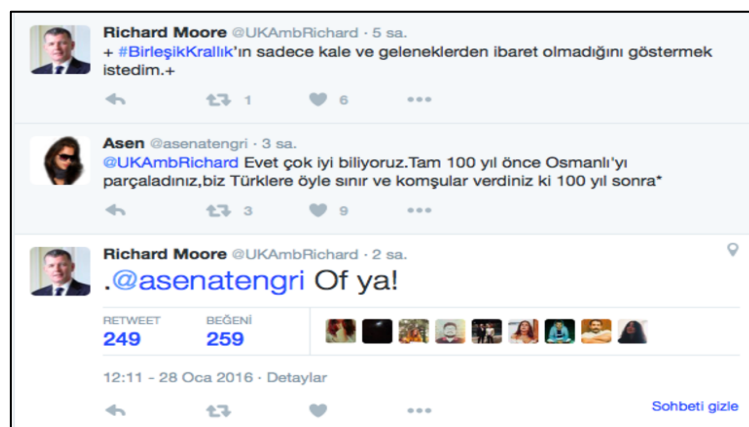 Richard Moore @UKAmbRichard · 5 sa.
+ #BirleşikKrallık'ın sadece kale ve geleneklerden ibaret olmadığını göstermek
istedim.+
1 6
Asen @asenatengri · 3 sa.
@UKAmbRichard Evet çok iyi biliyoruz.Tam 100 yıl önce Osmanlı'yı
parçaladınız,biz Türklere öyle sınır ve komşular verdiniz ki 100 yıl sonra*
3 9
Richard Moore @UKAmbRichard · 2 sa.
.@asenatengri Of ya!
RETWEET BEĞENİ
249 259
12:11 - 28 Oca 2016 · Detaylar
Sohbeti gizle